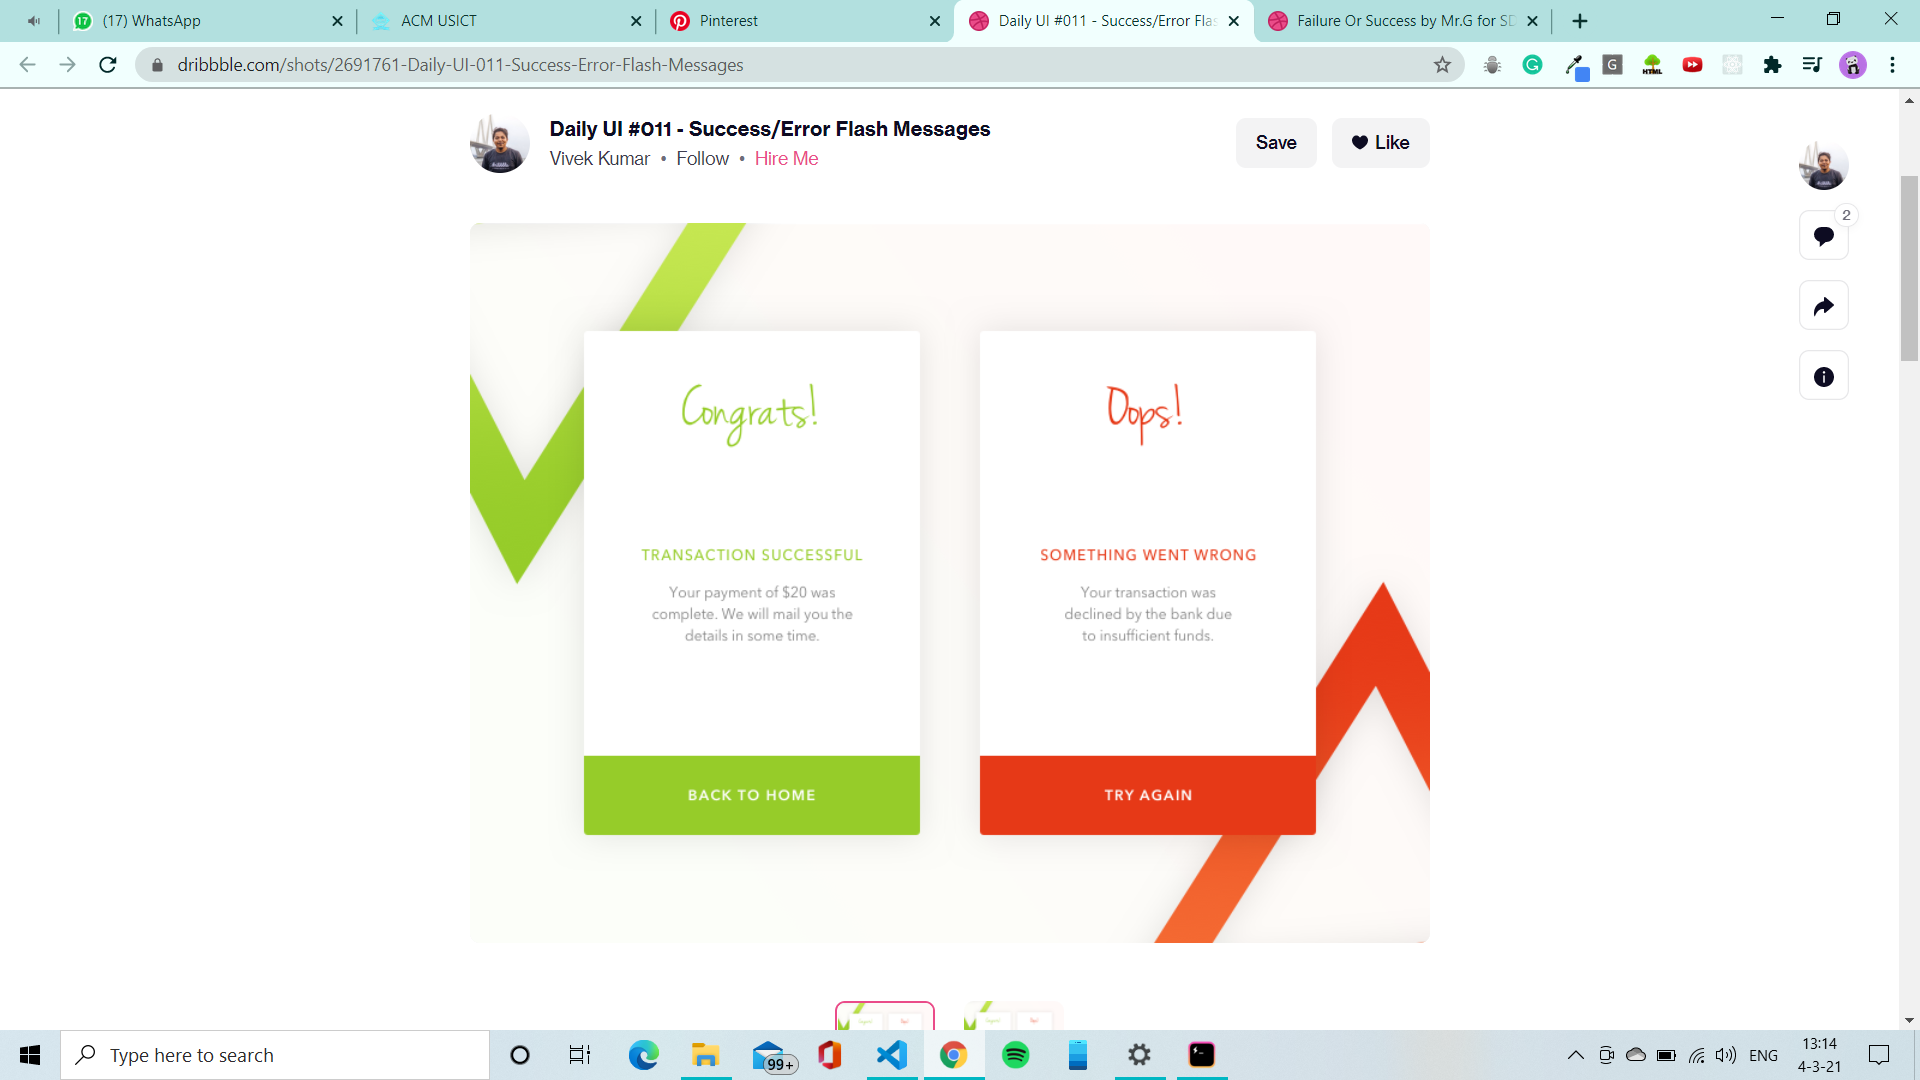 (17) WhatsApp
ACM USICT
Pinterest
Daily UI #011 - Success/Error Fla
Failure Or Success by Mr.G for SD
dribbble.com/shots/2691761-Daily-UI-011-Success-Error-Flash-Messages
Daily UI #011 - Success/Error Flash Messages
Vivek Kumar • Follow • Hire Me
Save
Like
2
Congrats!
TRANSACTION SUCCESSFUL
Your payment of $20 was
complete. We will mail you the
details in some time.
BACK TO HOME
Oops!
SOMETHING WENT WRONG
Your transaction was
declined by the bank due
to insufficient funds.
TRY AGAIN
Type here to search
99+
ENG
13:14
4-3-21